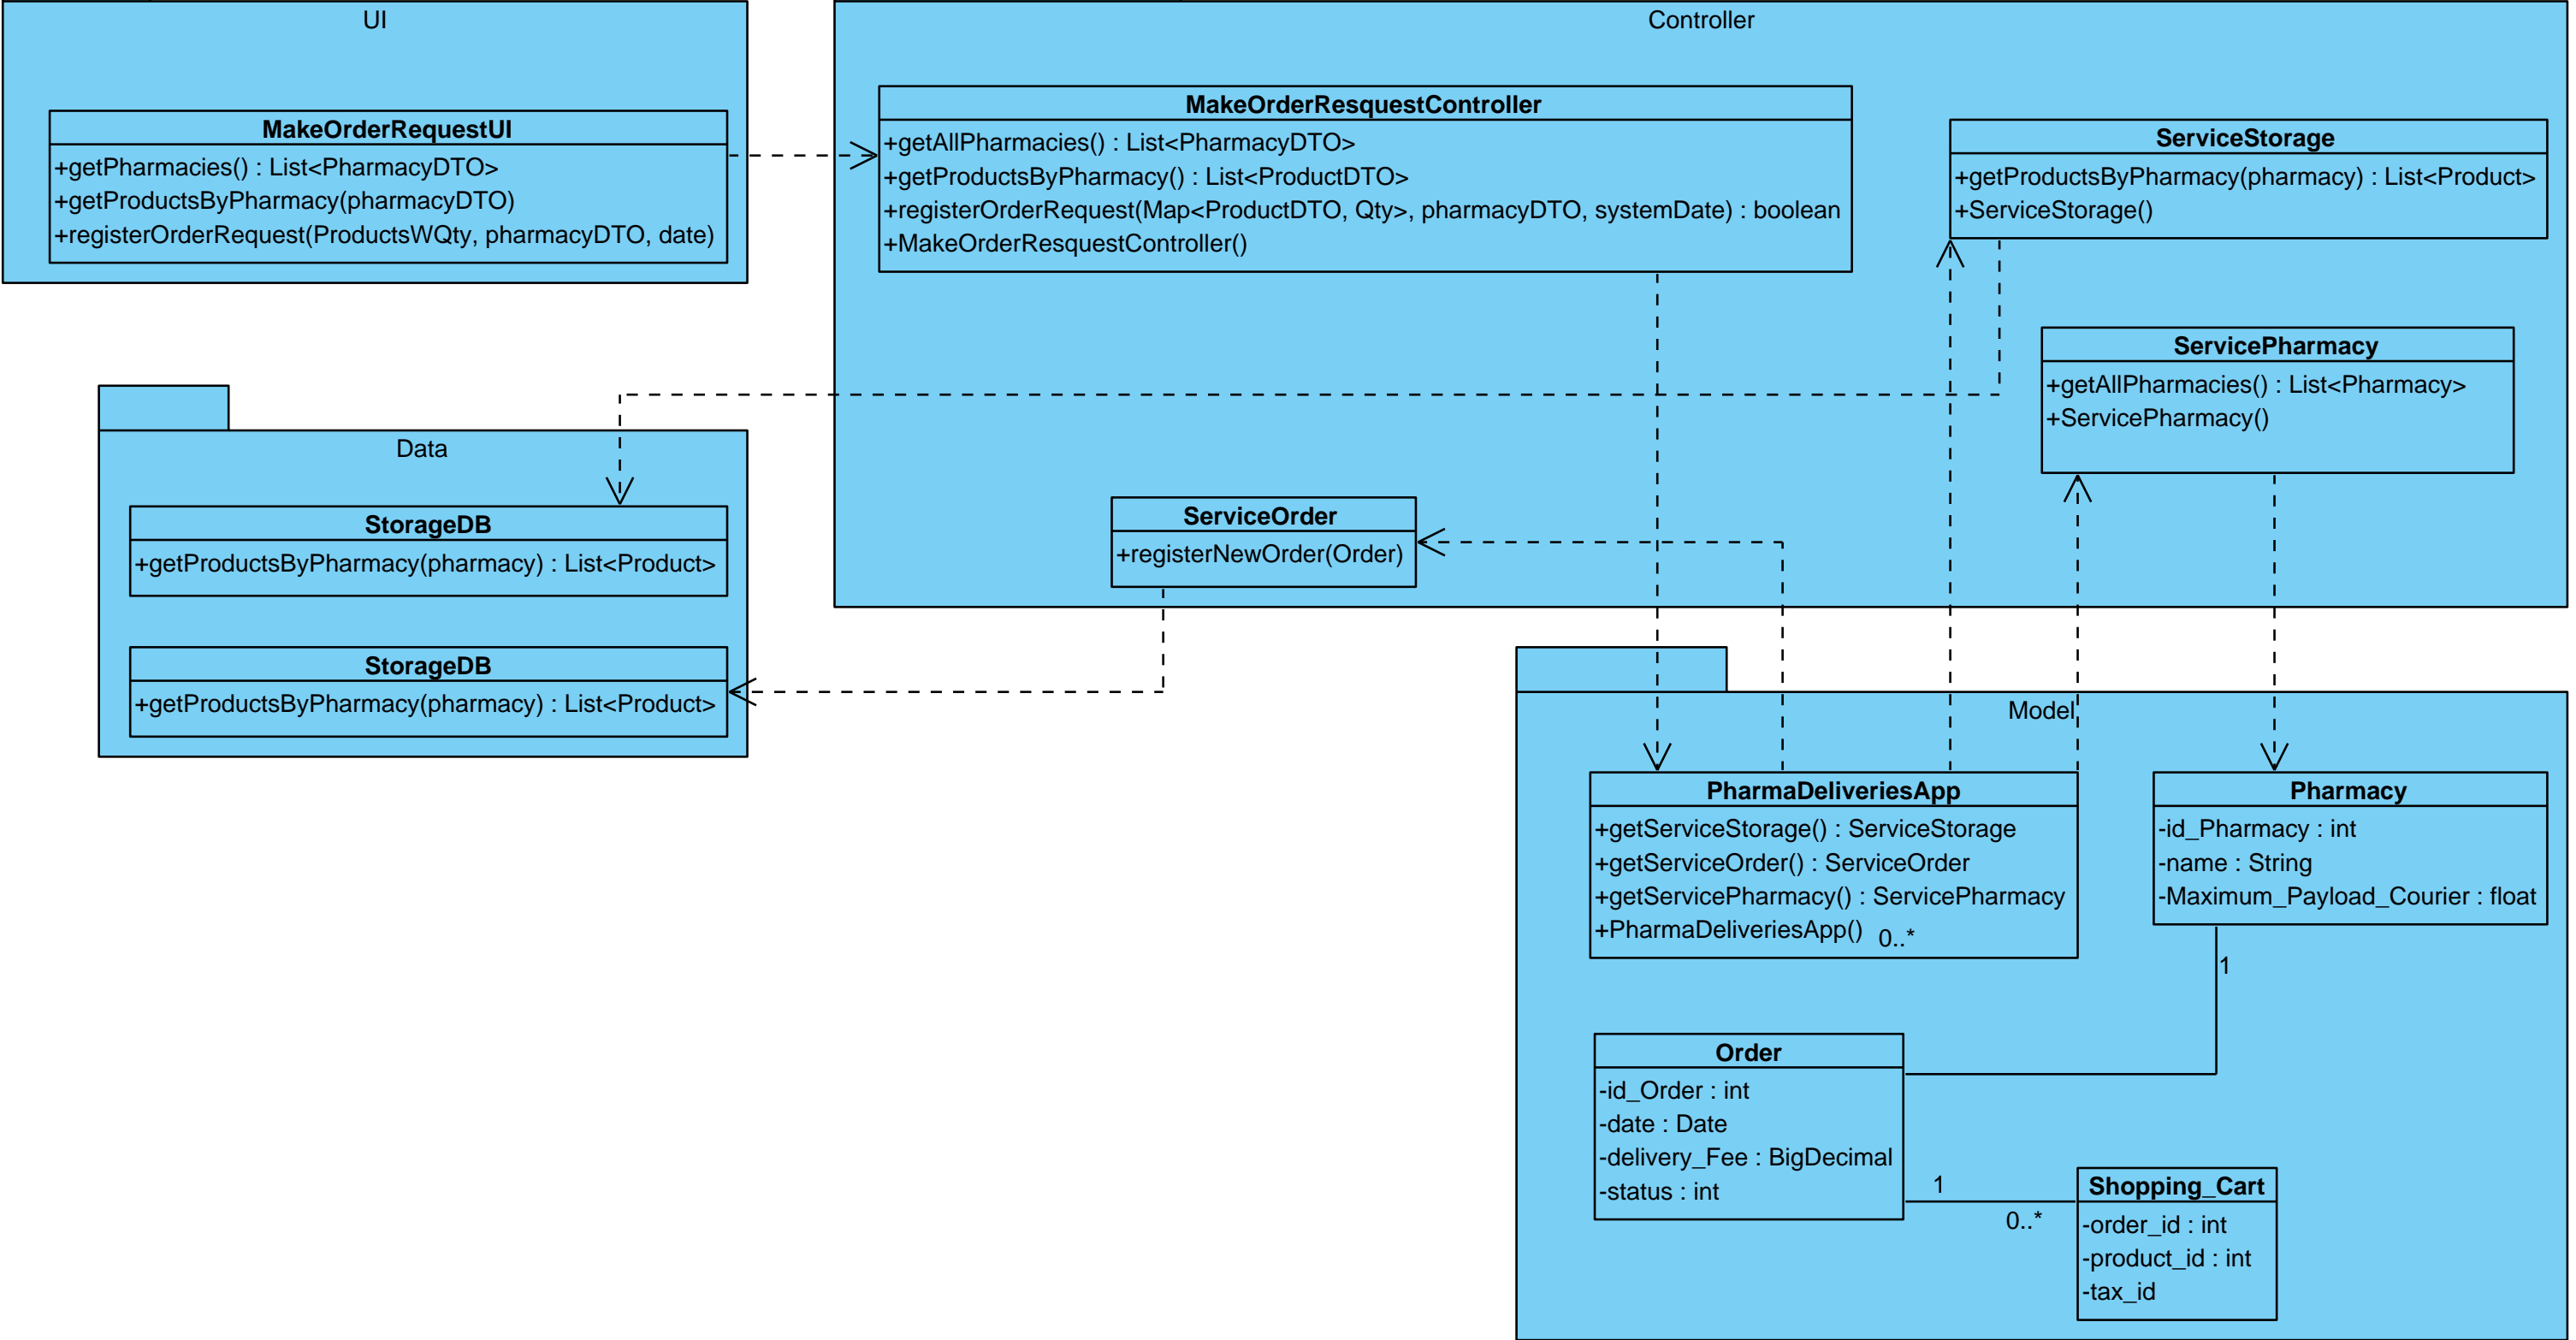 UI
MakeOrderRequestUI
+getPharmacies() : List<PharmacyDTO>
+getProductsByPharmacy(pharmacyDTO)
+registerOrderRequest(ProductsWQty, pharmacyDTO, date)
Controller
MakeOrderResquestController
+getAllPharmacies() : List<PharmacyDTO>
+getProductsByPharmacy() : List<ProductDTO>
+registerOrderRequest(Map<ProductDTO, Qty>, pharmacyDTO, systemDate) : boolean
+MakeOrderResquestController()
ServiceStorage
+getProductsByPharmacy(pharmacy) : List<Product>
+ServiceStorage()
ServicePharmacy
+getAllPharmacies() : List<Pharmacy>
+ServicePharmacy()
ServiceOrder
+registerNewOrder(Order)
Data
StorageDB
+getProductsByPharmacy(pharmacy) : List<Product>
StorageDB
+getProductsByPharmacy(pharmacy) : List<Product>
Model
PharmaDeliveriesApp
+getServiceStorage() : ServiceStorage
+getServiceOrder() : ServiceOrder
+getServicePharmacy() : ServicePharmacy
+PharmaDeliveriesApp()
0..*
Pharmacy
-id_Pharmacy : int
-name : String
-Maximum_Payload_Courier : float
1
Order
-id_Order : int
-date : Date
-delivery_Fee : BigDecimal
-status : int
1
0..*
Shopping_Cart
-order_id : int
-product_id : int
-tax_id